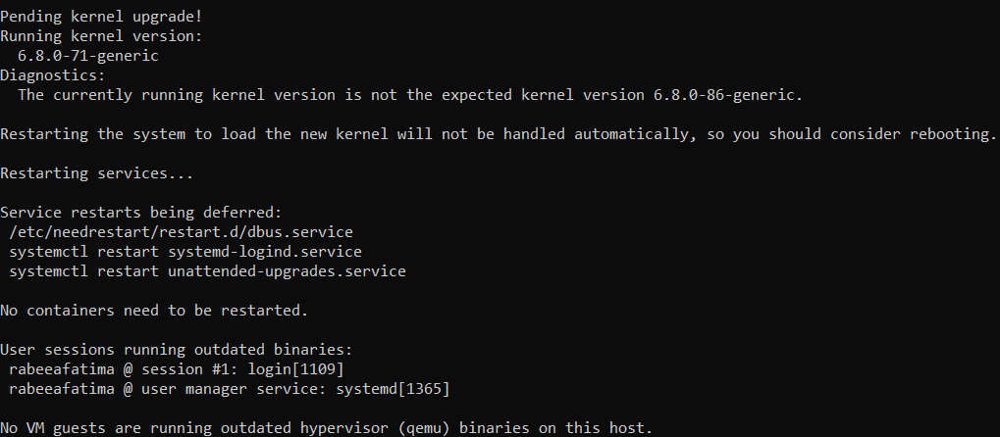 Pending kernel upgrade!
Running kernel version:
  6.8.0-71-generic
Diagnostics:
  The currently running kernel version is not the expected kernel version 6.8.0-86-generic.
Restarting the system to load the new kernel will not be handled automatically, so you should consider rebooting.
Restarting services...
Service restarts being deferred:
 /etc/needrestart/restart.d/dbus.service
 systemctl restart systemd-logind.service
 systemctl restart unattended-upgrades.service
No containers need to be restarted.
User sessions running outdated binaries:
 rabeeafatima @ session #1: login[1109]
 rabeeafatima @ user manager service: systemd[1365]
No VM guests are running outdated hypervisor (qemu) binaries on this host.